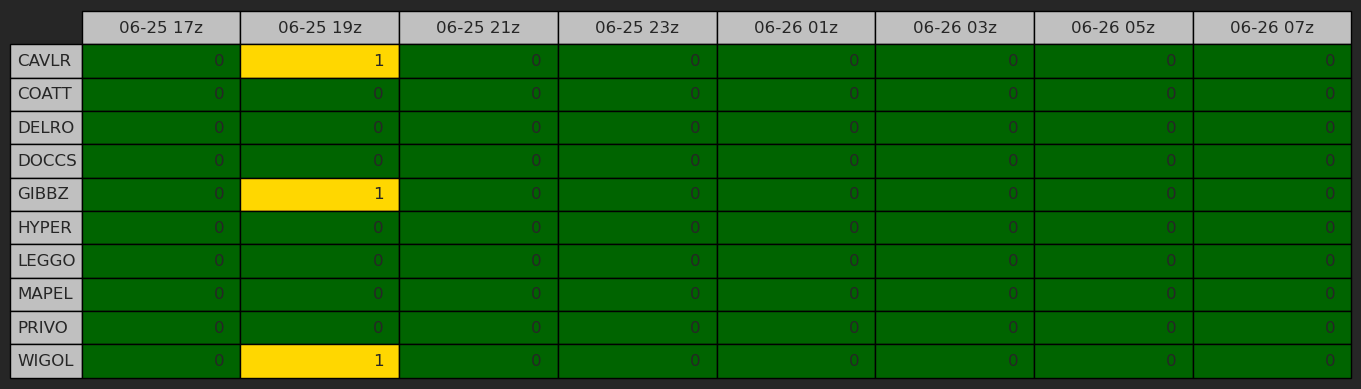 06-25 17z 06-25 19z 06-25 21z 06-25 23z 06-26 01z 06-26 03z 06-26 05z 06-26 07z
CAVLR 0 1 0 0 0 0 0 0
COATT 0 0 0 0 0 0 0 0
DELRO 0 0 0 0 0 0 0 0
DOCCS 0 0 0 0 0 0 0 0
GIBBZ 0 1 0 0 0 0 0 0
HYPER 0 0 0 0 0 0 0 0
LEGGO 0 0 0 0 0 0 0 0
MAPEL 0 0 0 0 0 0 0 0
PRIVO 0 0 0 0 0 0 0 0
WIGOL 0 1 0 0 0 0 0 0